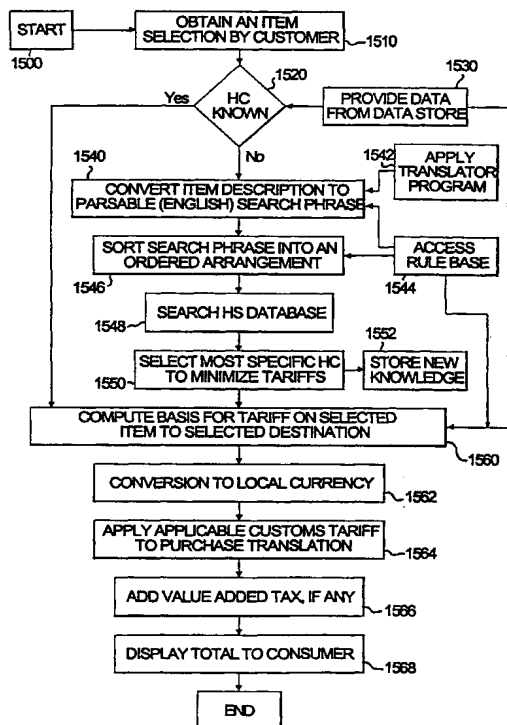 START
1500
OBTAIN AN ITEM
SELECTION BY CUSTOMER
1510
1520
HC
KNOWN
Yes
No
1530
PROVIDE DATA
FROM DATA STORE
1540
CONVERT ITEM DESCRIPTION TO
PARSABLE (ENGLISH) SEARCH PHRASE
1542
APPLY
TRANSLATOR
PROGRAM
SORT SEARCH PHRASE INTO AN
ORDERED ARRANGEMENT
1546
ACCESS
RULE BASE
1544
SEARCH HS DATABASE
1548
SELECT MOST SPECIFIC HC
TO MINIMIZE TARIFFS
1550
1552
STORE NEW
KNOWLEDGE
COMPUTE BASIS FOR TARIFF ON SELECTED
ITEM TO SELECTED DESTINATION
1560
CONVERSION TO LOCAL CURRENCY
1562
APPLY APPLICABLE CUSTOMS TARIFF
TO PURCHASE TRANSLATION
1564
ADD VALUE ADDED TAX, IF ANY
1566
DISPLAY TOTAL TO CONSUMER
1568
END